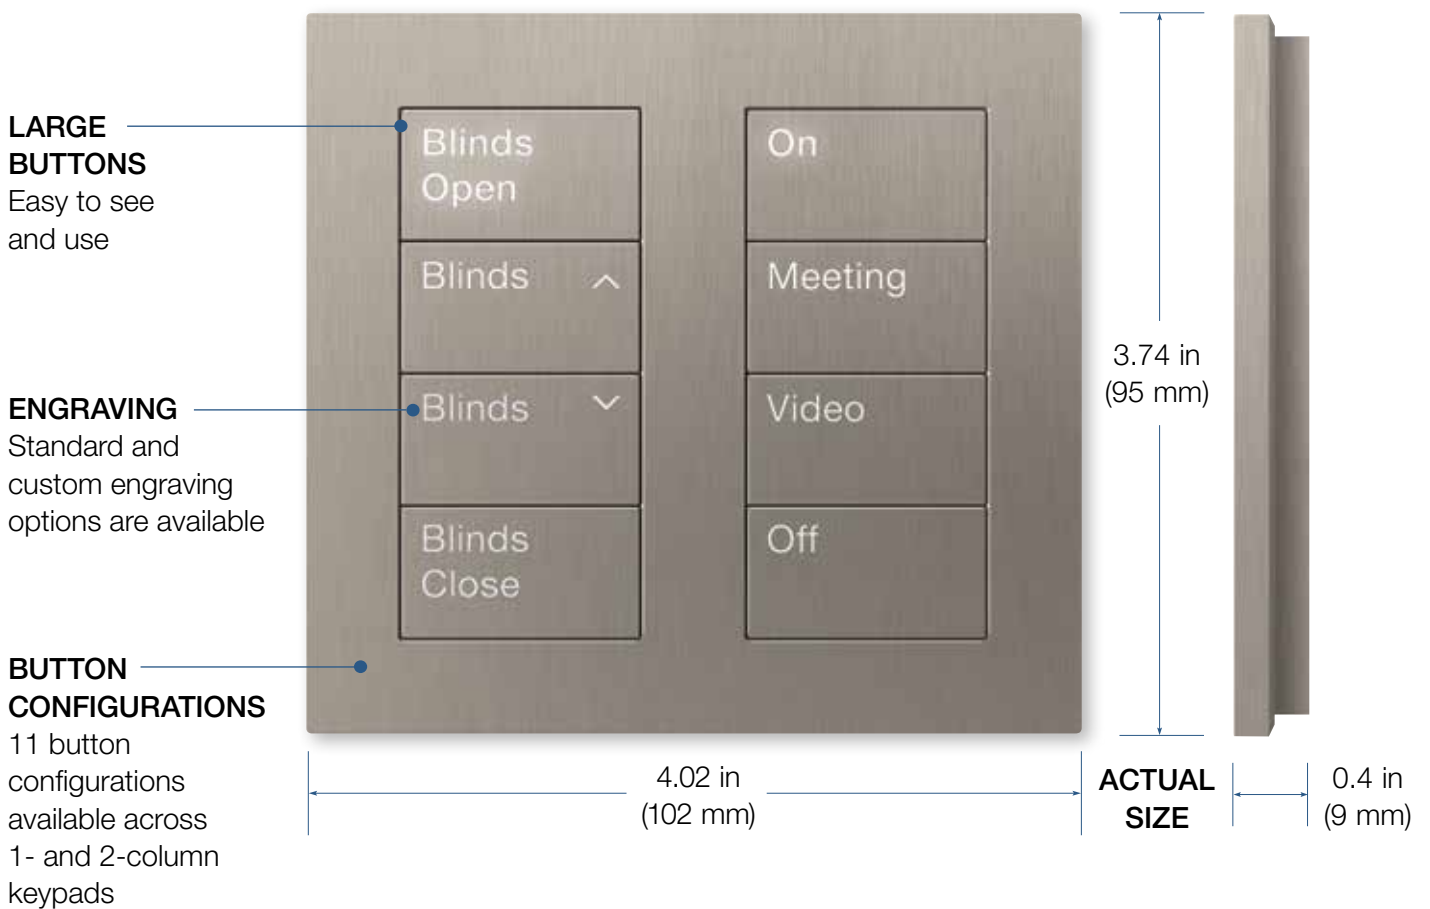 LARGE
BUTTONS
Easy to see
and use
ENGRAVING
Standard and
custom engraving
options are available
BUTTON
CONFIGURATIONS
11 button
configurations
available across
1- and 2-column
keypads
Blinds
Open
Blinds
Blinds
Blinds
Close
On
Meeting
Video
Off
3.74 in
(95 mm)
4.02 in
(102 mm)
ACTUAL
SIZE
0.4 in
(9 mm)